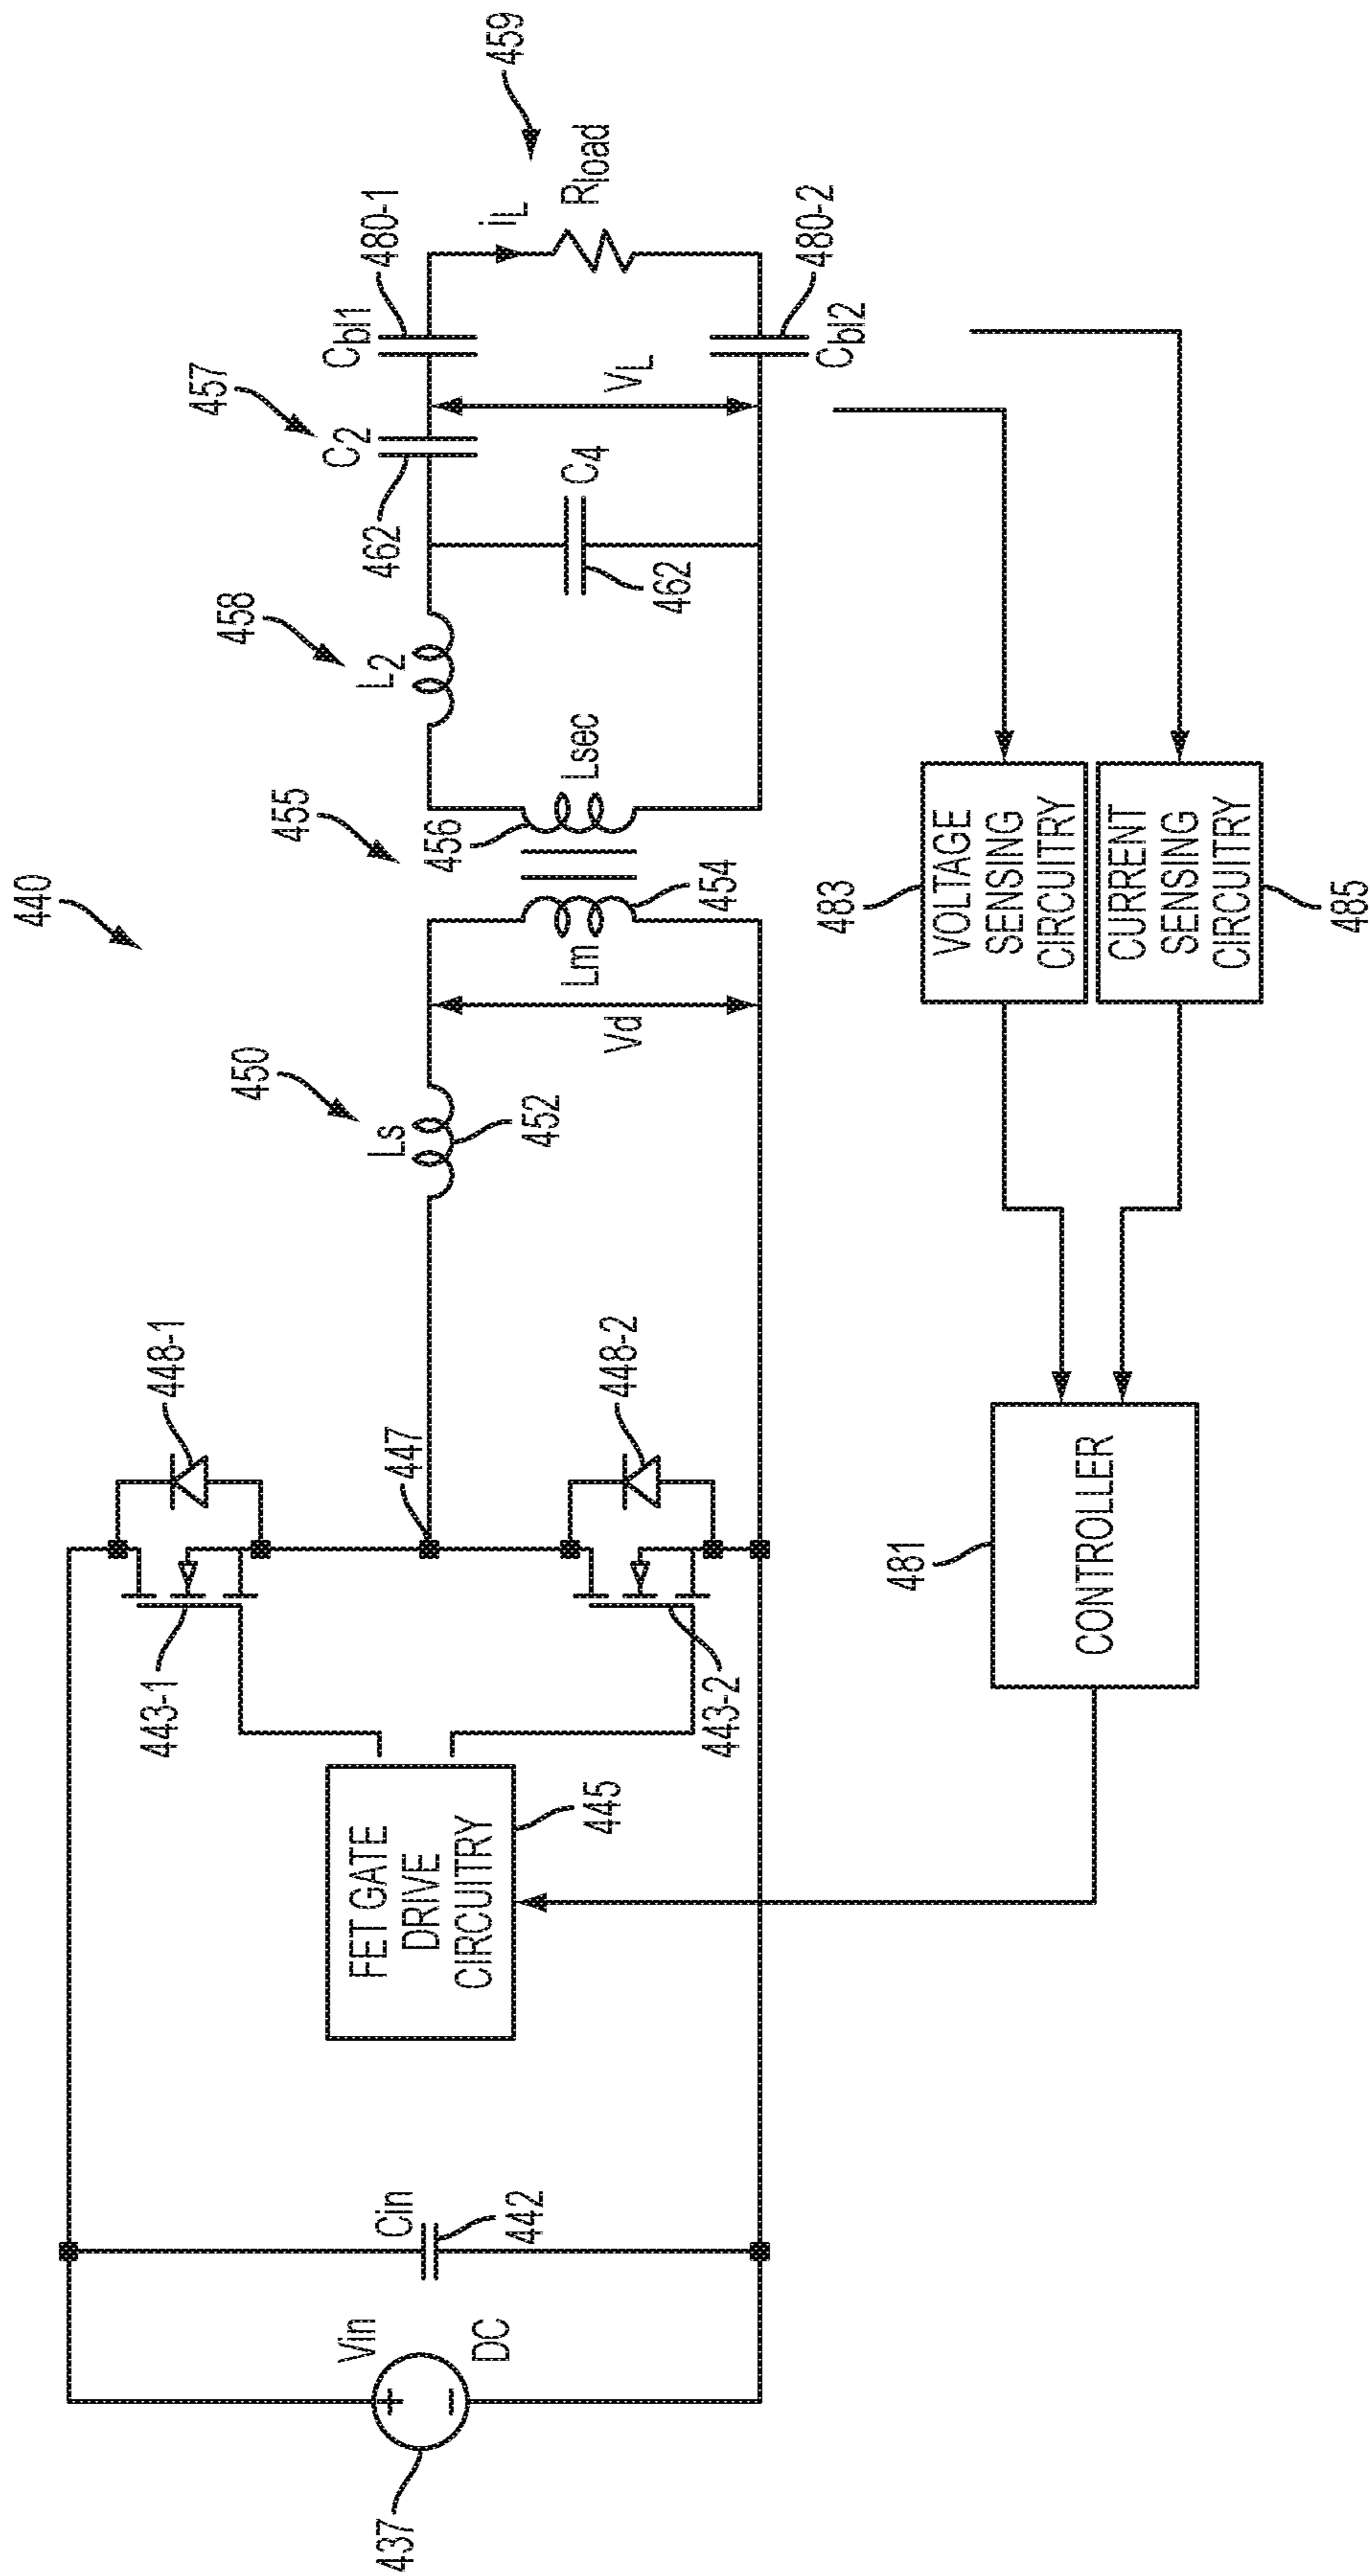 440
450
Ls
452
455
456
454
Lm
Lsec
Vd
458
L2
457
C2
462
C4
462
Cbl1
480-1
iL
Rload
459
VL
Cbl2
480-2
448-1
443-1
447
448-2
443-2
FET GATE
DRIVE
CIRCUITRY
445
Cin
442
Vin
+
–
DC
437
481
CONTROLLER
483
VOLTAGE
SENSING
CIRCUITRY
CURRENT
SENSING
CIRCUITRY
485